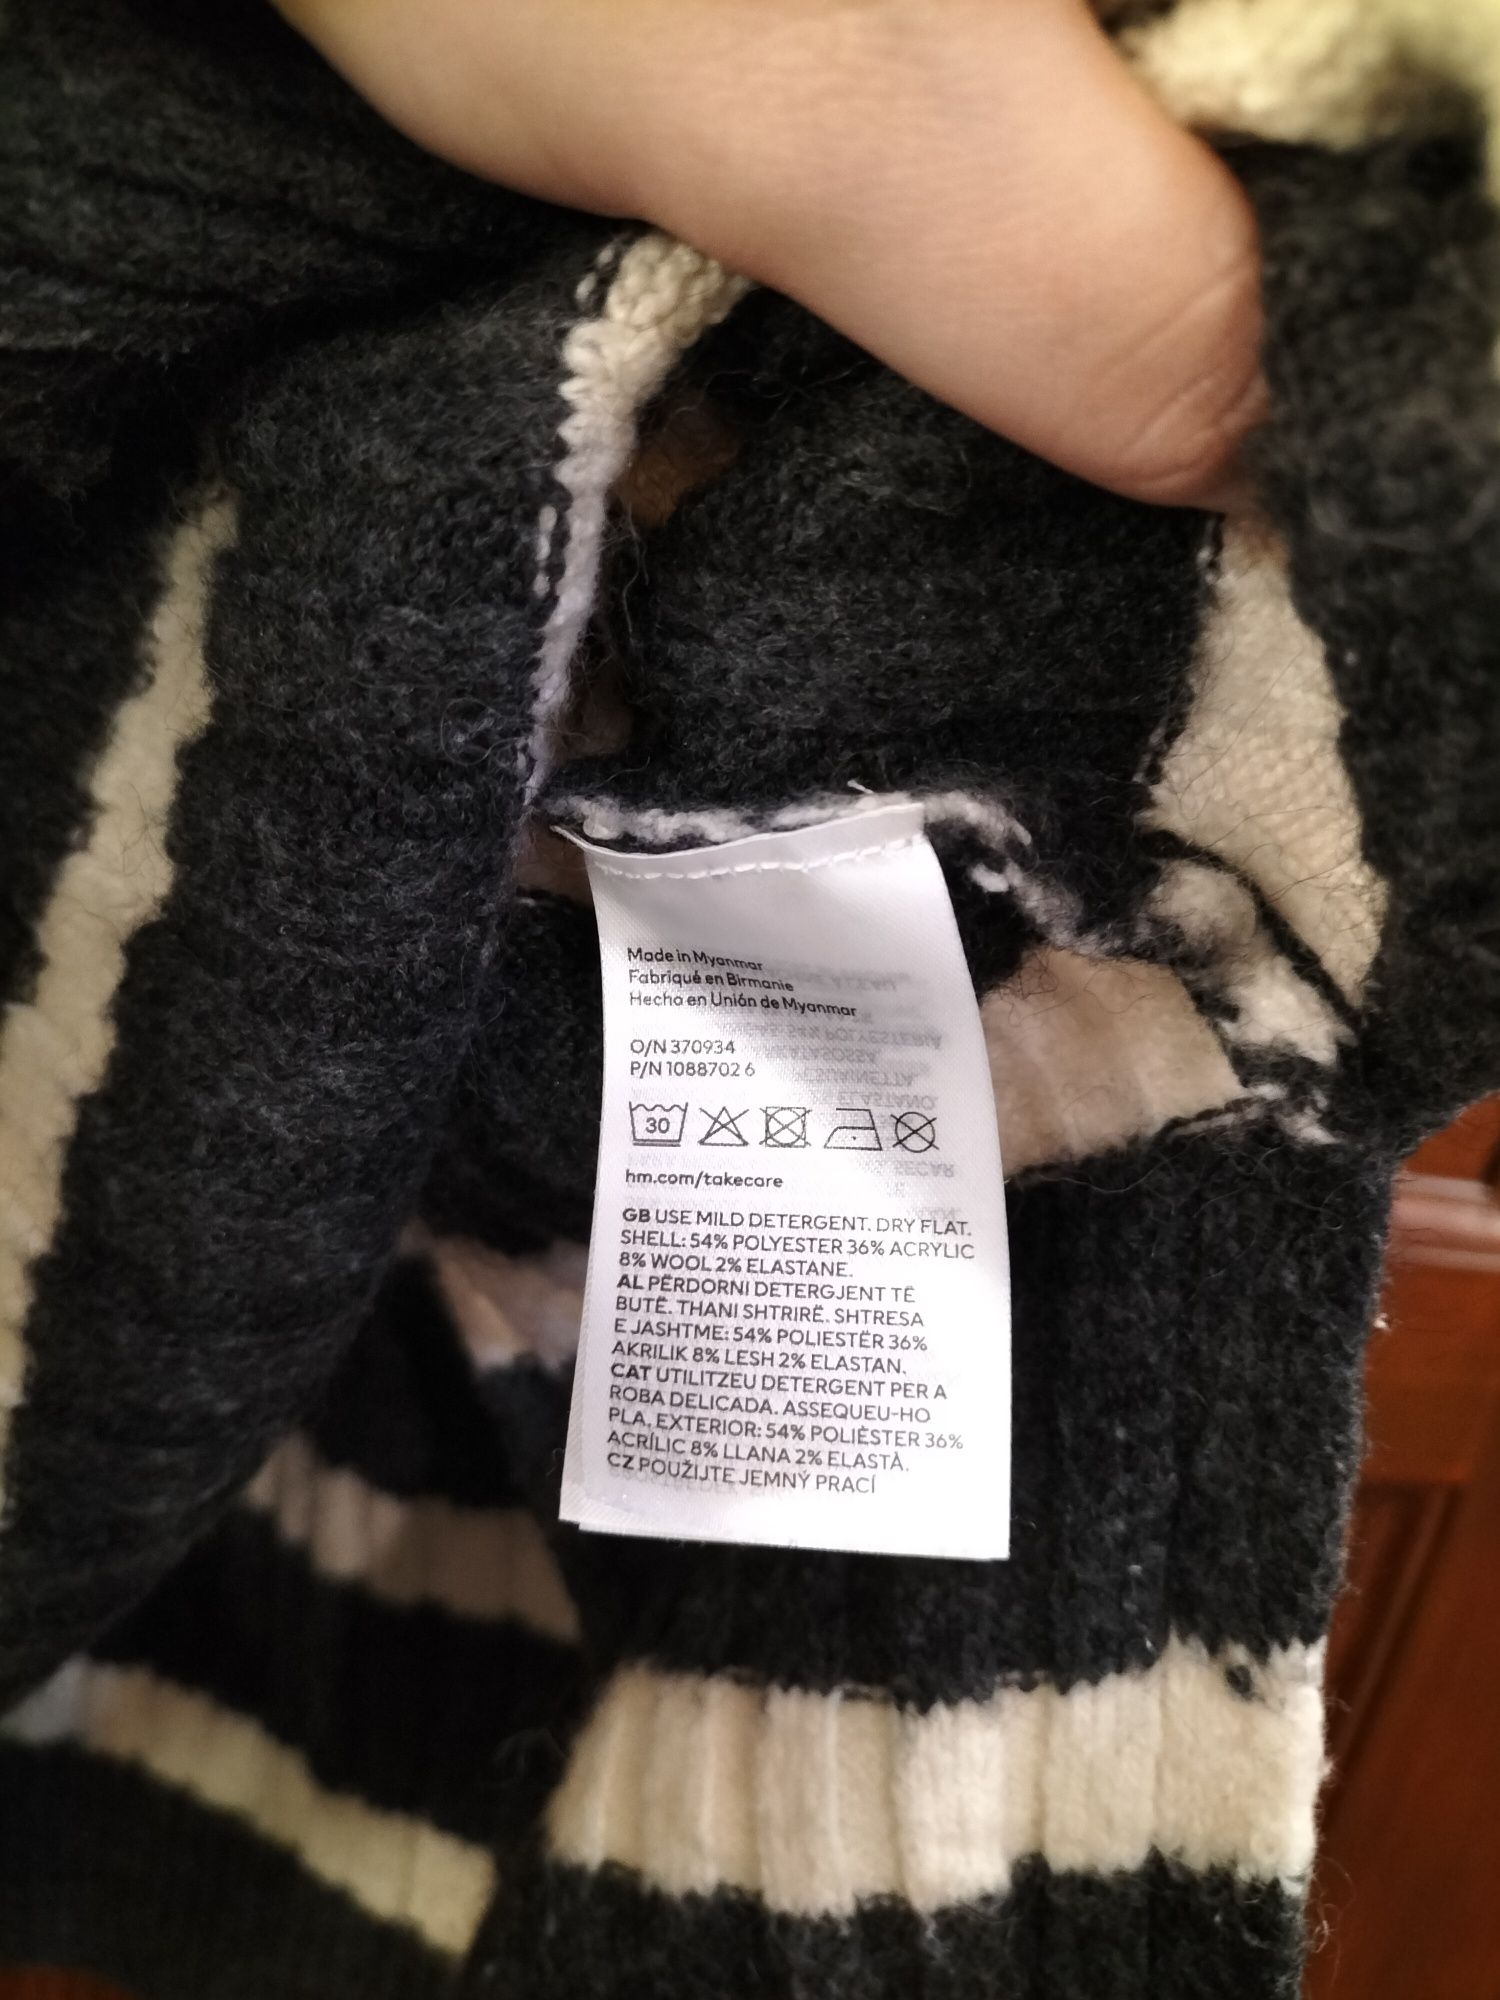 Made in Myanmar
Fabriqué en Birmanie
Hecho en Unión de Myanmar
O/N 370934
P/N 1088702 6
30
hm.com/takecare
GB USE MILD DETERGENT. DRY FLAT.
SHELL: 54% POLYESTER 36% ACRYLIC
8% WOOL 2% ELASTANE.
AL PËRDORNI DETERGJENT TË
BUTË. THANI SHTRIRË. SHTRESA
E JASHTME: 54% POLIESTËR 36%
AKRILIK 8% LESH 2% ELASTAN.
CAT UTILITZEU DETERGENT PER A
ROBA DELICADA. ASSEQUEU-HO
PLA. EXTERIOR: 54% POLIÈSTER 36%
ACRÍLIC 8% LLANA 2% ELASTÀ.
CZ POUŽIJTE JEMNÝ PRACÍ